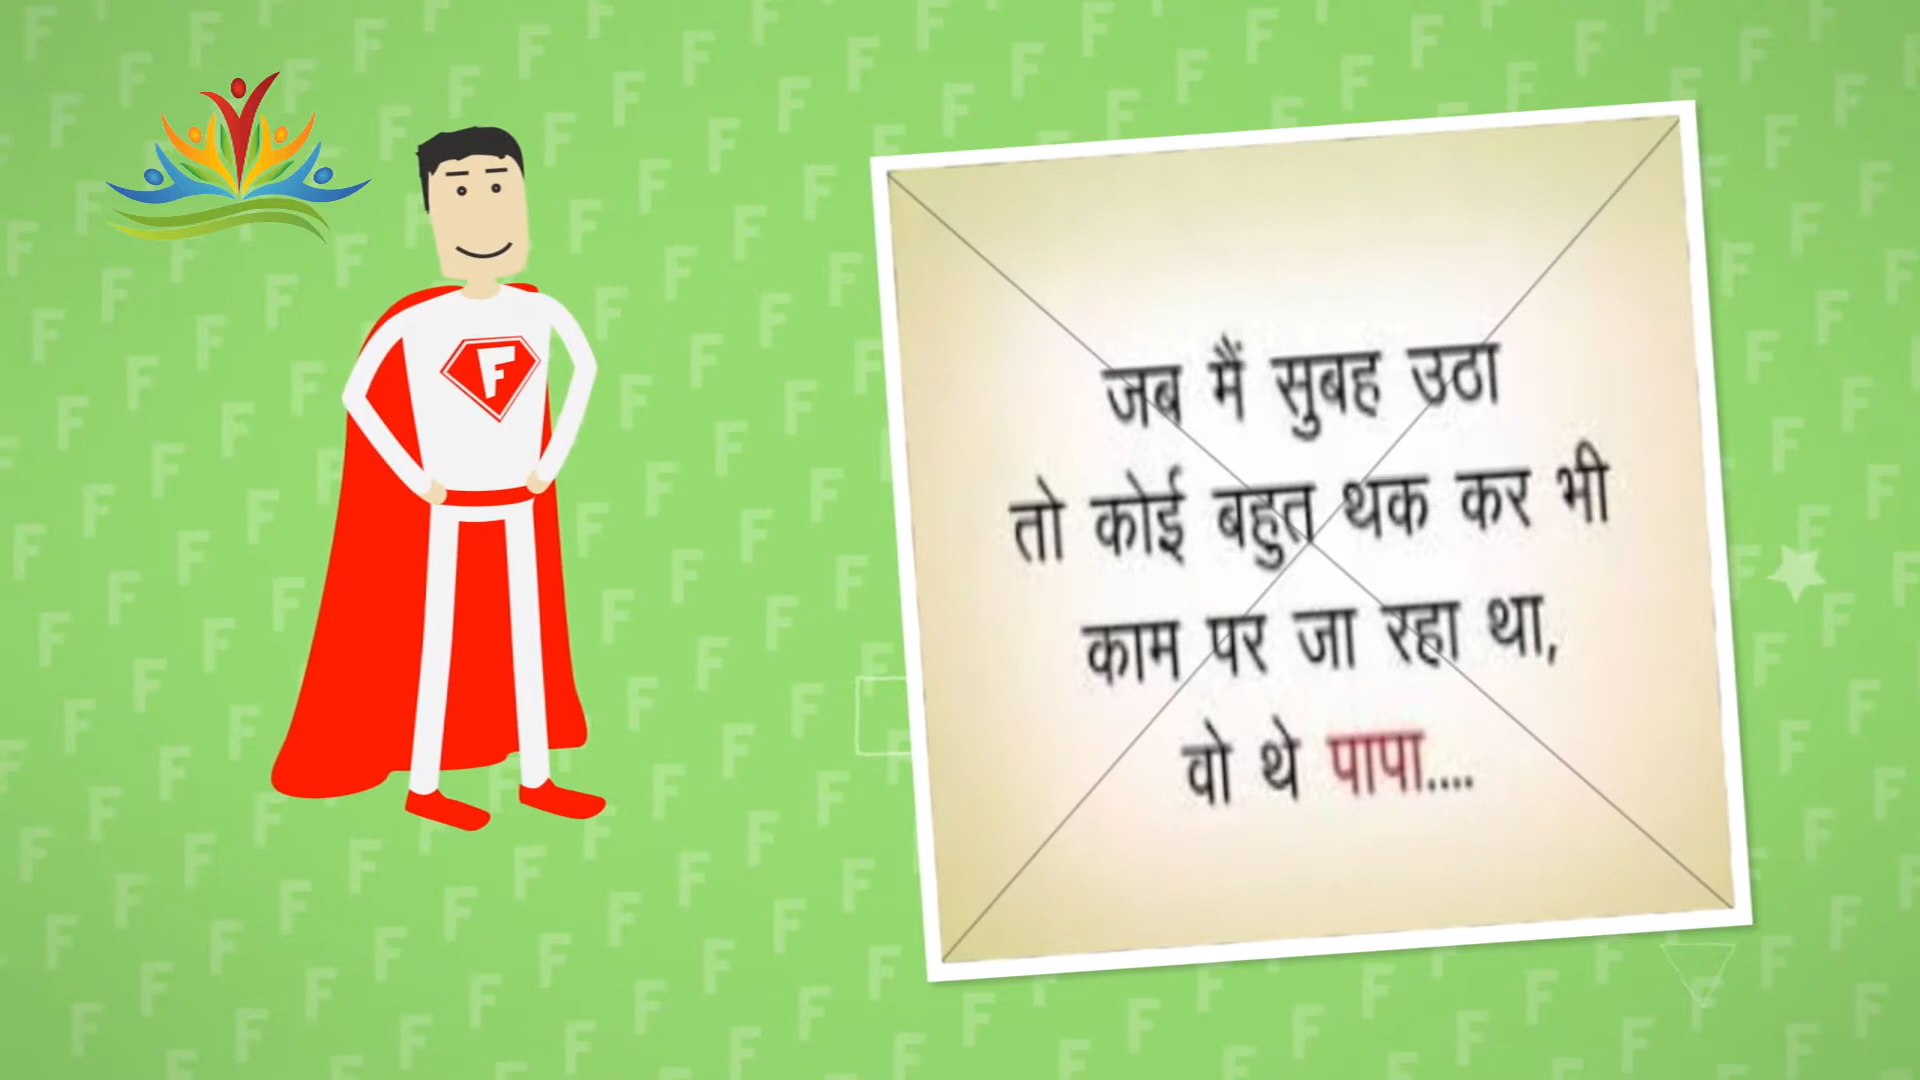 F
जब मैं सुबह उठा
तो कोई बहुत थक कर भी
काम पर जा रहा था,
वो थे पापा....